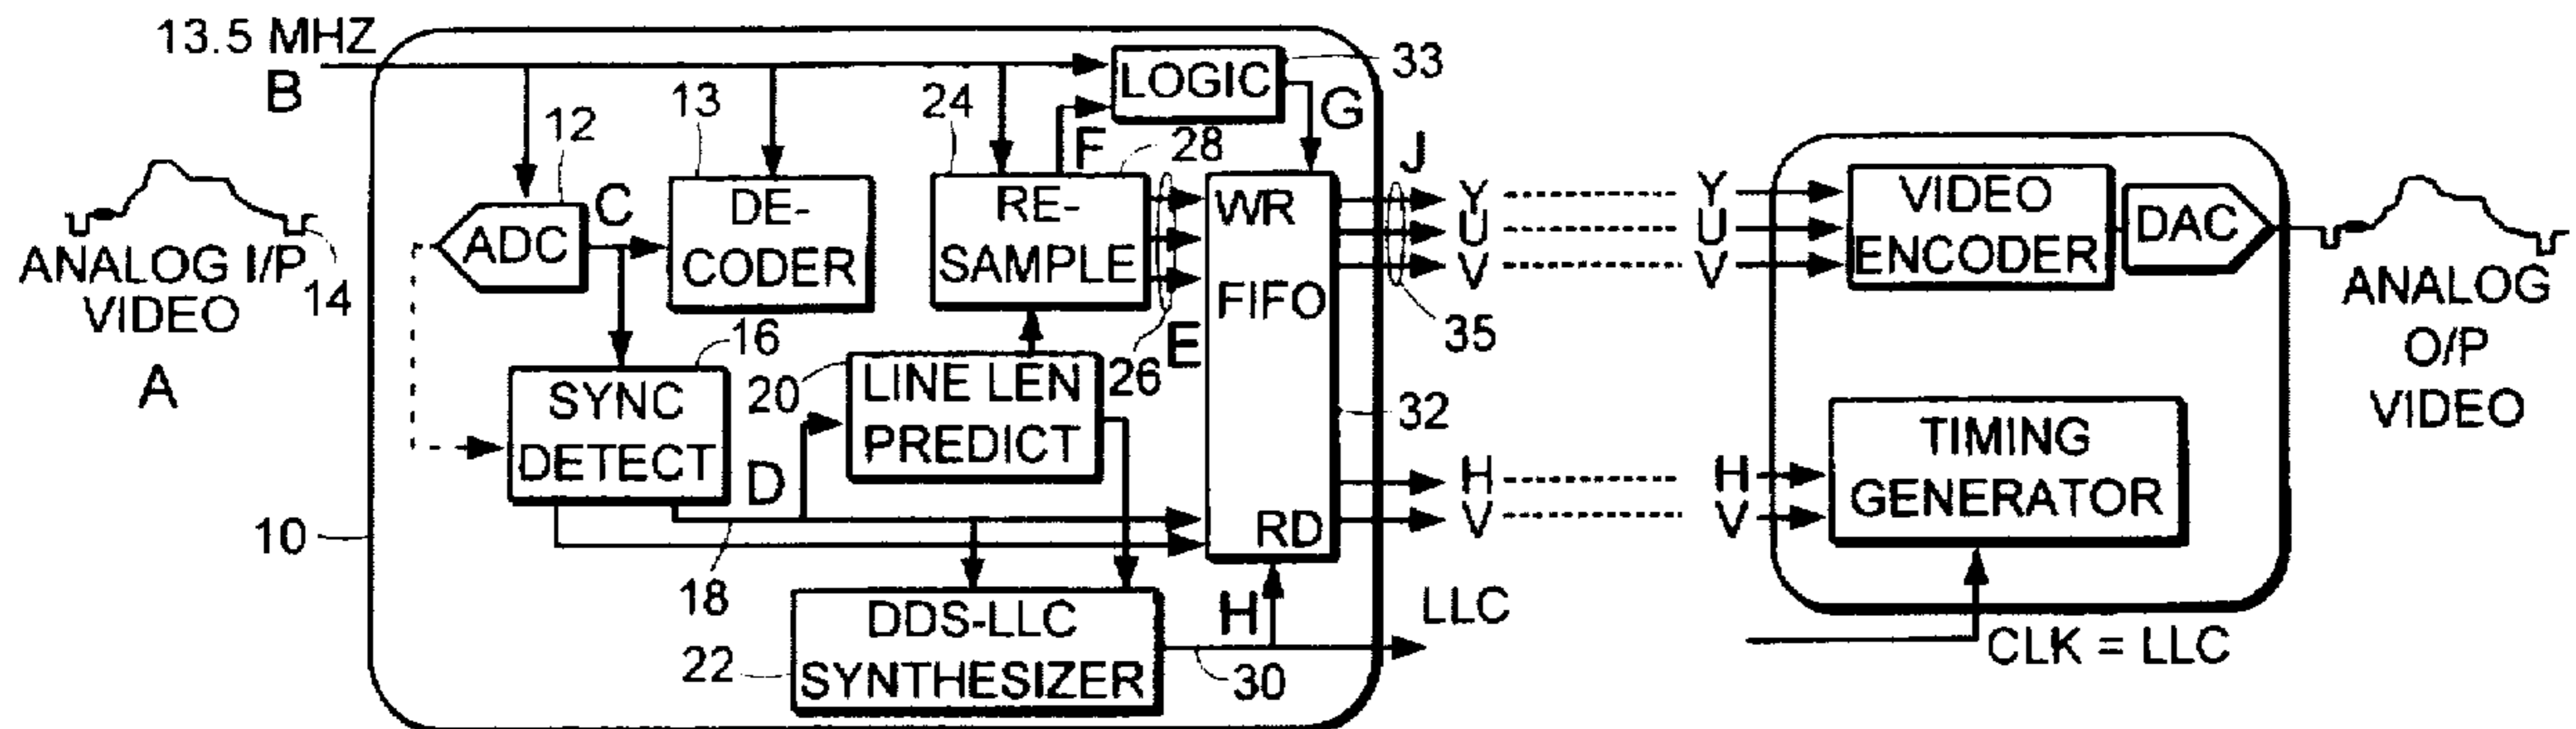 13.5 MHZ
B
12
13
24
LOGIC
33
G
F
28
J
C
ADC
DE-
CODER
RE-
SAMPLE
WR
FIFO
RD
Y
U
V
Y
U
V
VIDEO
ENCODER
DAC
ANALOG I/P
VIDEO
14
A
16
SYNC
DETECT
D
20
LINE LEN
PREDICT
26
E
35
32
H
V
H
V
TIMING
GENERATOR
ANALOG
O/P
VIDEO
10
18
DDS-LLC
SYNTHESIZER
22
H
30
LLC
CLK = LLC